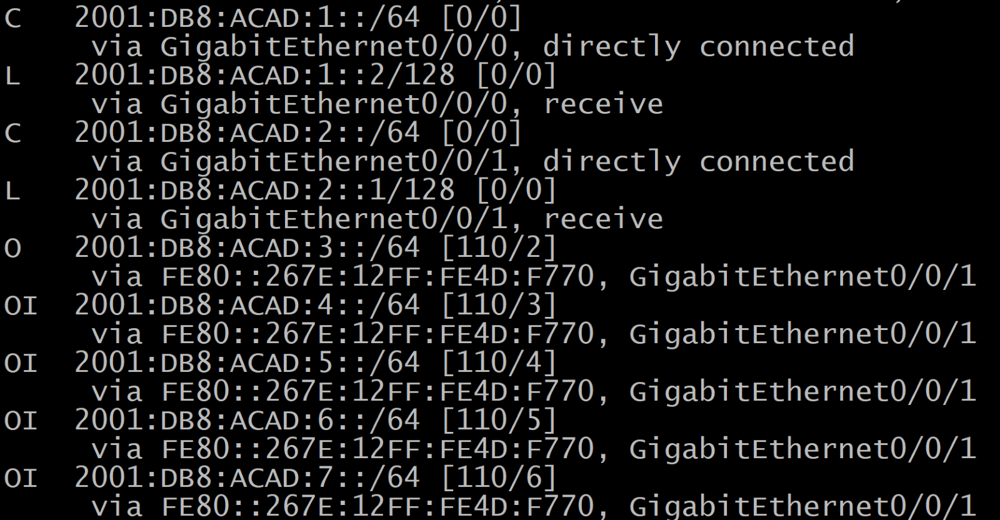 C   2001:DB8:ACAD:1::/64 [0/0]
     via GigabitEthernet0/0/0, directly connected
L   2001:DB8:ACAD:1::2/128 [0/0]
     via GigabitEthernet0/0/0, receive
C   2001:DB8:ACAD:2::/64 [0/0]
     via GigabitEthernet0/0/1, directly connected
L   2001:DB8:ACAD:2::1/128 [0/0]
     via GigabitEthernet0/0/1, receive
O   2001:DB8:ACAD:3::/64 [110/2]
     via FE80::267E:12FF:FE4D:F770, GigabitEthernet0/0/1
OI  2001:DB8:ACAD:4::/64 [110/3]
     via FE80::267E:12FF:FE4D:F770, GigabitEthernet0/0/1
OI  2001:DB8:ACAD:5::/64 [110/4]
     via FE80::267E:12FF:FE4D:F770, GigabitEthernet0/0/1
OI  2001:DB8:ACAD:6::/64 [110/5]
     via FE80::267E:12FF:FE4D:F770, GigabitEthernet0/0/1
OI  2001:DB8:ACAD:7::/64 [110/6]
     via FE80::267E:12FF:FE4D:F770, GigabitEthernet0/0/1